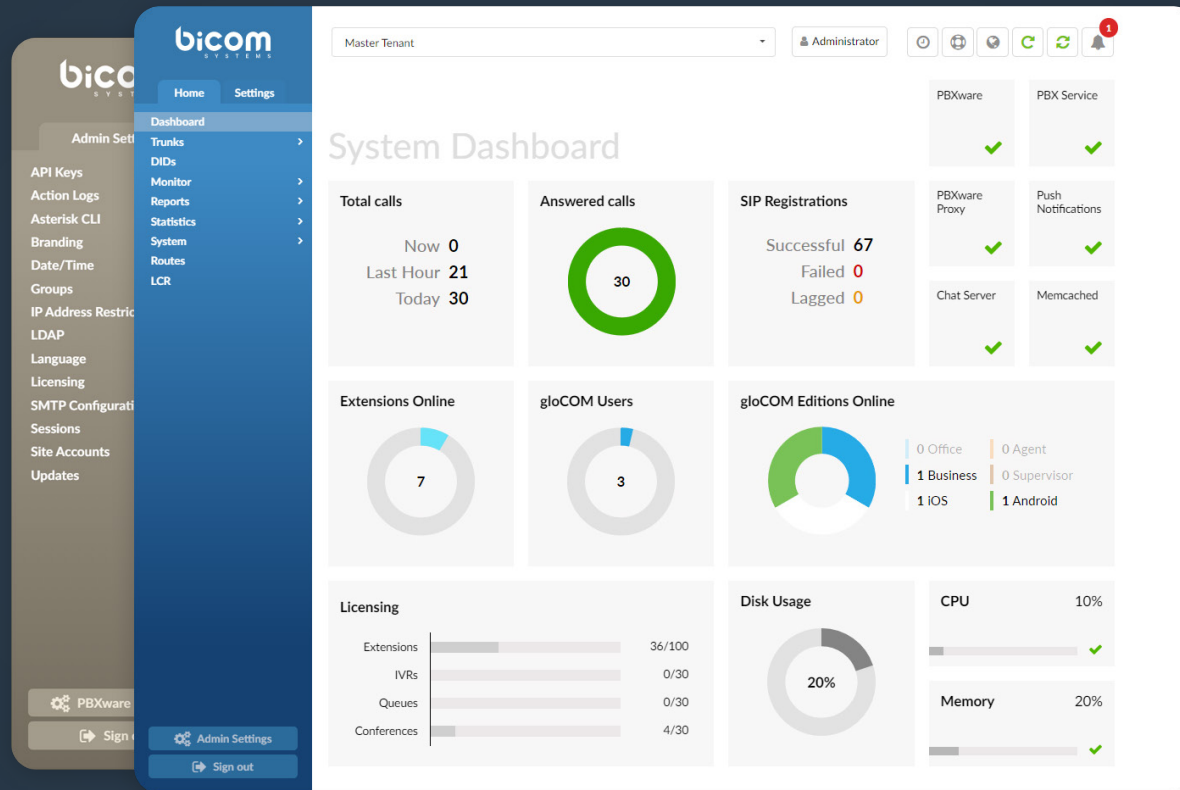 bico
SYST
Admin Sett
API Keys
Action Logs
Asterisk CLI
Branding
Date/Time
Groups
IP Address Restric
LDAP
Language
Licensing
SMTP Configurati
Sessions
Site Accounts
Updates
PBXware
Sign
bicom
SYSTEMS
Home Settings
Dashboard
Trunks
DIDs
Monitor
Reports
Statistics
System
Routes
LCR
Admin Settings
Sign out
Master Tenant
Administrator
1
System Dashboard
PBXware
PBX Service
Total calls
Now 0
Last Hour 21
Today 30
Answered calls
30
SIP Registrations
Successful 67
Failed 0
Lagged 0
PBXware
Proxy
Push
Notifications
Chat Server
Memcached
Extensions Online
7
gloCOM Users
3
gloCOM Editions Online
0 Office 0 Agent
1 Business 0 Supervisor
1 iOS 1 Android
Licensing
Extensions 36/100
IVRs 0/30
Queues 0/30
Conferences 4/30
Disk Usage
20%
CPU 10%
Memory 20%